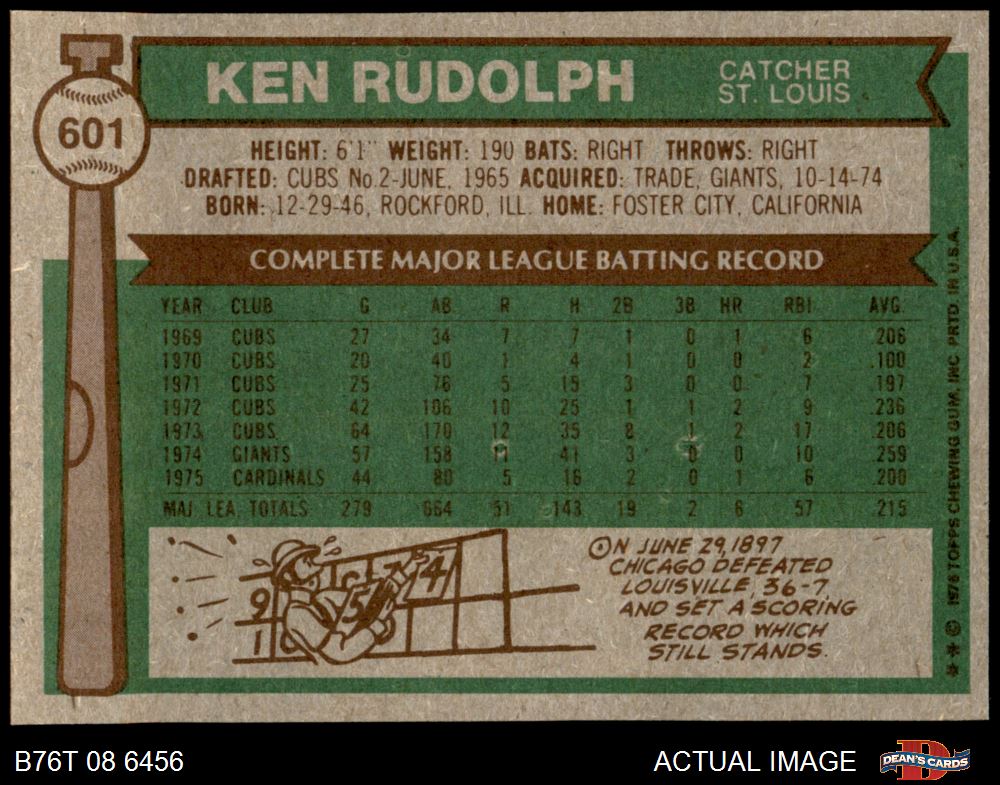 601
KEN RUDOLPH
CATCHER
ST. LOUIS
HEIGHT: 6'1" WEIGHT: 190 BATS: RIGHT THROWS: RIGHT
DRAFTED: CUBS No.2-JUNE, 1965 ACQUIRED: TRADE, GIANTS, 10-14-74
BORN: 12-29-46, ROCKFORD, ILL. HOME: FOSTER CITY, CALIFORNIA
COMPLETE MAJOR LEAGUE BATTING RECORD
YEAR CLUB G AB R H 2B 3B HR RBI AVG.
1969 CUBS 27 34 7 7 1 0 1 6 .206
1970 CUBS 20 40 1 4 1 0 0 2 .100
1971 CUBS 25 76 5 15 3 0 0 7 .197
1972 CUBS 42 106 10 25 1 1 2 9 .236
1973 CUBS 64 170 12 35 8 1 2 17 .206
1974 GIANTS 57 158 11 41 3 0 0 10 .259
1975 CARDINALS 44 80 5 16 2 0 1 6 .200
MAJ. LEA. TOTALS 279 664 51 143 19 2 6 57 .215
9 5 4
1
ON JUNE 29, 1897
CHICAGO DEFEATED
LOUISVILLE, 36-7
AND SET A SCORING
RECORD WHICH
STILL STANDS.
** © 1976 TOPPS CHEWING GUM, INC. PRTD. IN U.S.A.
B76T 08 6456
ACTUAL IMAGE
D
DEAN'S CARDS